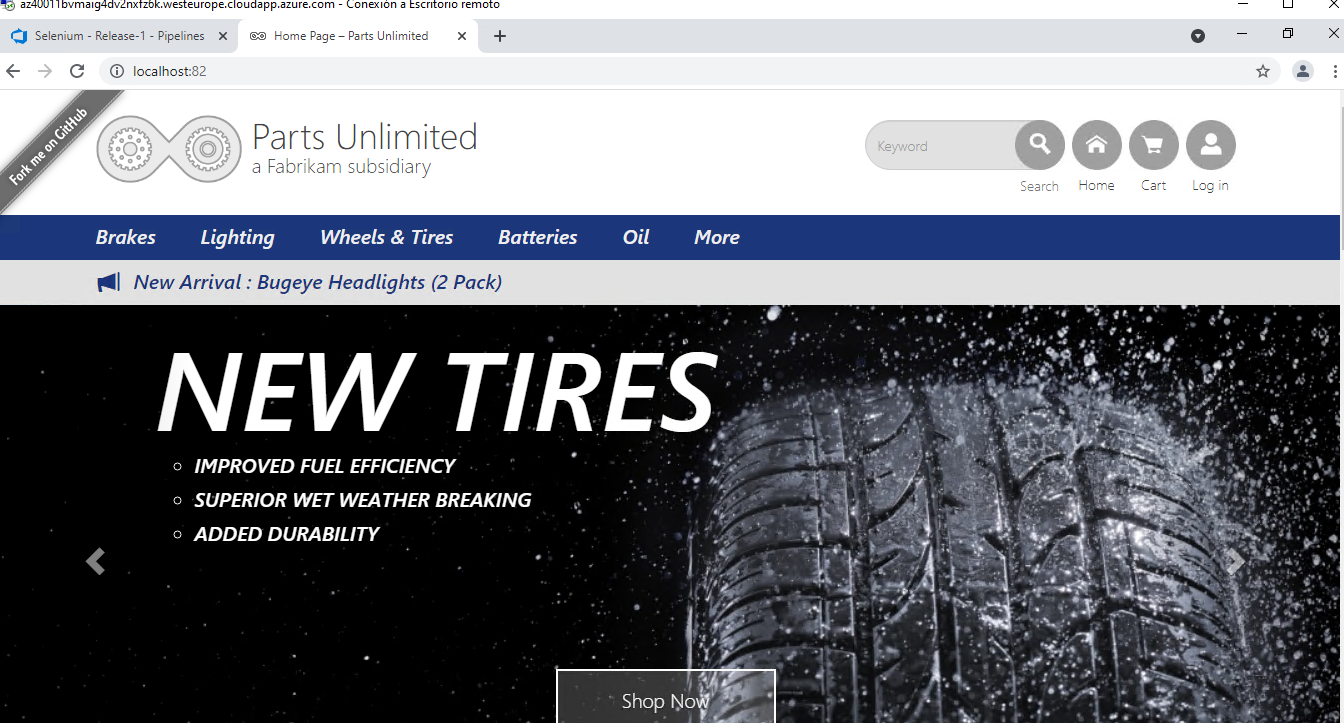 az40011bvmaig4dv2nxfz6k.westeurope.cloudapp.azure.com - Conexión a Escritorio remoto
Selenium - Release-1 - Pipelines
Home Page – Parts Unlimited
localhost:82
Fork me on GitHub
Parts Unlimited
a Fabrikam subsidiary
Keyword
Search Home Cart Log in
Brakes Lighting Wheels & Tires Batteries Oil More
New Arrival : Bugeye Headlights (2 Pack)
NEW TIRES
IMPROVED FUEL EFFICIENCY
SUPERIOR WET WEATHER BREAKING
ADDED DURABILITY
Shop Now